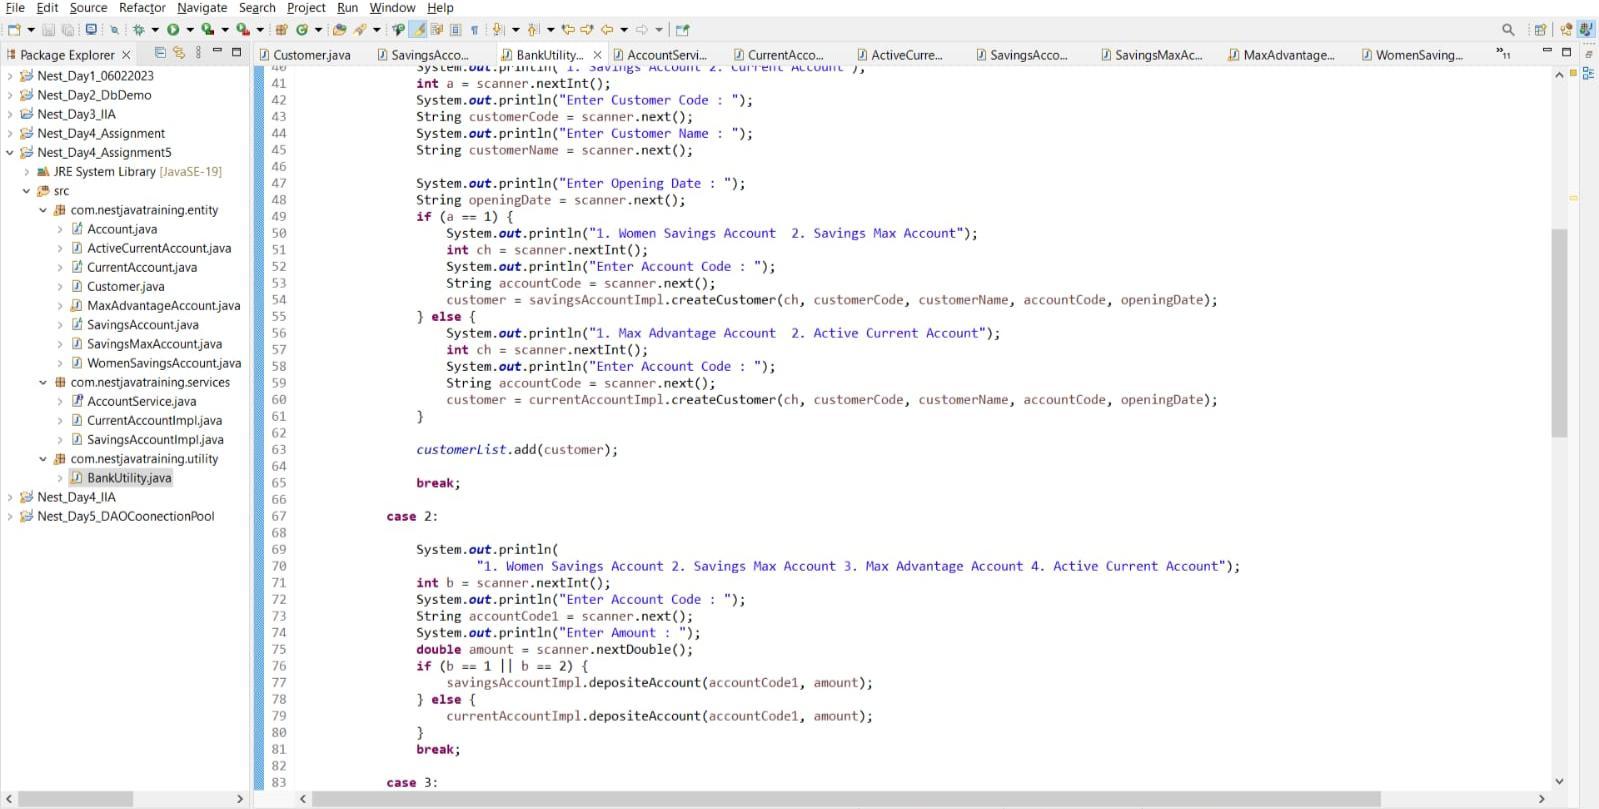 File Edit Source Refactor Navigate Search Project Run Window Help
Package Explorer
Customer.java
SavingsAcco...
BankUtility...
AccountServi...
CurrentAcco...
ActiveCurre...
SavingsAcco...
SavingsMaxAc...
MaxAdvantage...
WomenSaving...
»11
Nest_Day1_06022023
Nest_Day2_DbDemo
Nest_Day3_IIA
Nest_Day4_Assignment
Nest_Day4_Assignment5
JRE System Library [JavaSE-19]
src
com.nestjavatraining.entity
Account.java
ActiveCurrentAccount.java
CurrentAccount.java
Customer.java
MaxAdvantageAccount.java
SavingsAccount.java
SavingsMaxAccount.java
WomenSavingsAccount.java
com.nestjavatraining.services
AccountService.java
CurrentAccountImpl.java
SavingsAccountImpl.java
com.nestjavatraining.utility
BankUtility.java
Nest_Day4_IIA
Nest_Day5_DAOCoonectionPool
40 System.out.println("1. Savings Account 2. Current Account");
41 int a = scanner.nextInt();
42 System.out.println("Enter Customer Code : ");
43 String customerCode = scanner.next();
44 System.out.println("Enter Customer Name : ");
45 String customerName = scanner.next();
46
47 System.out.println("Enter Opening Date : ");
48 String openingDate = scanner.next();
49 if (a == 1) {
50 System.out.println("1. Women Savings Account  2. Savings Max Account");
51 int ch = scanner.nextInt();
52 System.out.println("Enter Account Code : ");
53 String accountCode = scanner.next();
54 customer = savingsAccountImpl.createCustomer(ch, customerCode, customerName, accountCode, openingDate);
55 } else {
56 System.out.println("1. Max Advantage Account  2. Active Current Account");
57 int ch = scanner.nextInt();
58 System.out.println("Enter Account Code : ");
59 String accountCode = scanner.next();
60 customer = currentAccountImpl.createCustomer(ch, customerCode, customerName, accountCode, openingDate);
61 }
62
63 customerList.add(customer);
64
65 break;
66
67 case 2:
68
69 System.out.println(
70 "1. Women Savings Account 2. Savings Max Account 3. Max Advantage Account 4. Active Current Account");
71 int b = scanner.nextInt();
72 System.out.println("Enter Account Code : ");
73 String accountCode1 = scanner.next();
74 System.out.println("Enter Amount : ");
75 double amount = scanner.nextDouble();
76 if (b == 1 || b == 2) {
77 savingsAccountImpl.depositeAccount(accountCode1, amount);
78 } else {
79 currentAccountImpl.depositeAccount(accountCode1, amount);
80 }
81 break;
82
83 case 3: